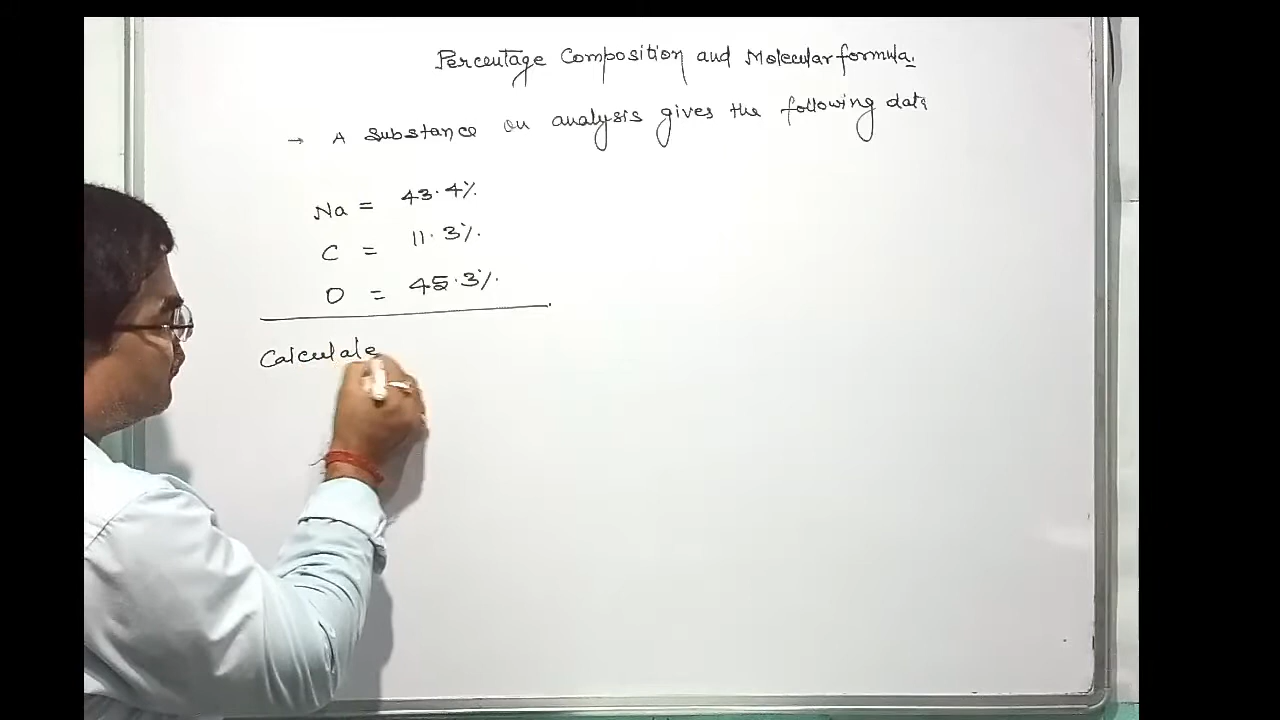 Percentage Composition and Molecular formula.
→ A substance on analysis gives the following data
Na = 43.4%
C = 11.3%
O = 45.3%
Calculate